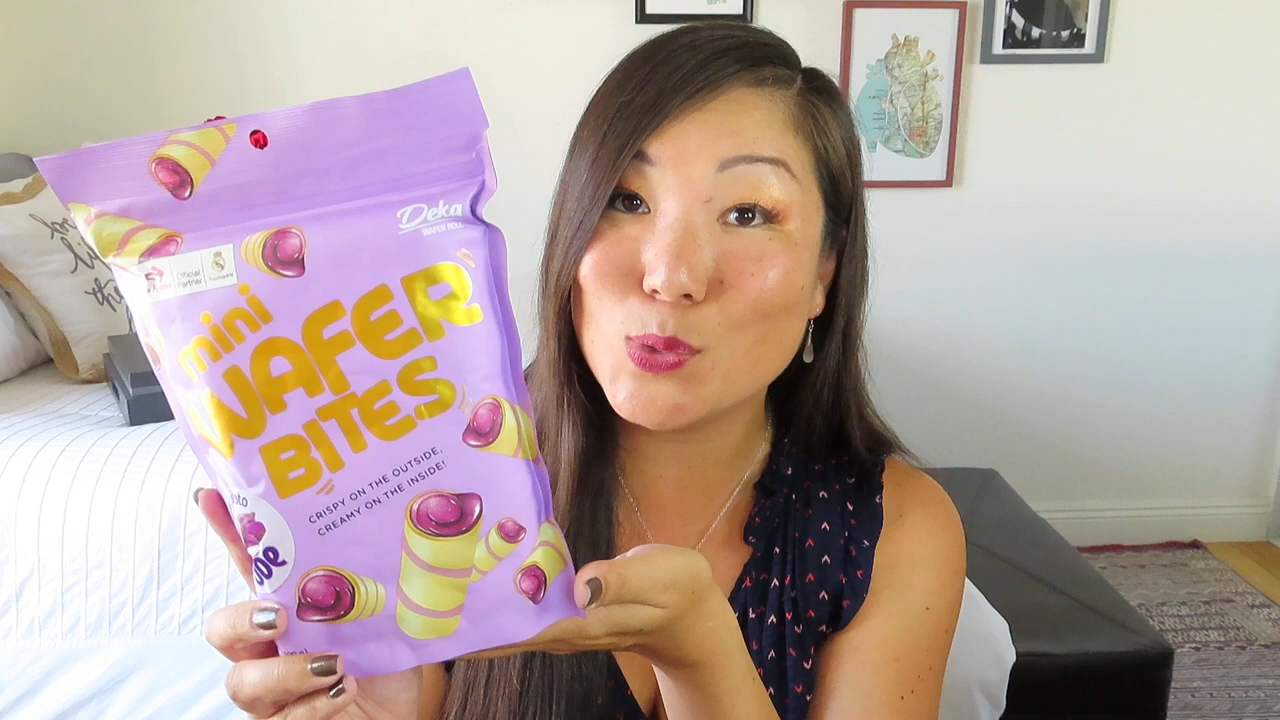 Deka
WAFER ROLL
Official
Partner
mini
WAFER
BITES
CRISPY ON THE OUTSIDE,
CREAMY ON THE INSIDE!